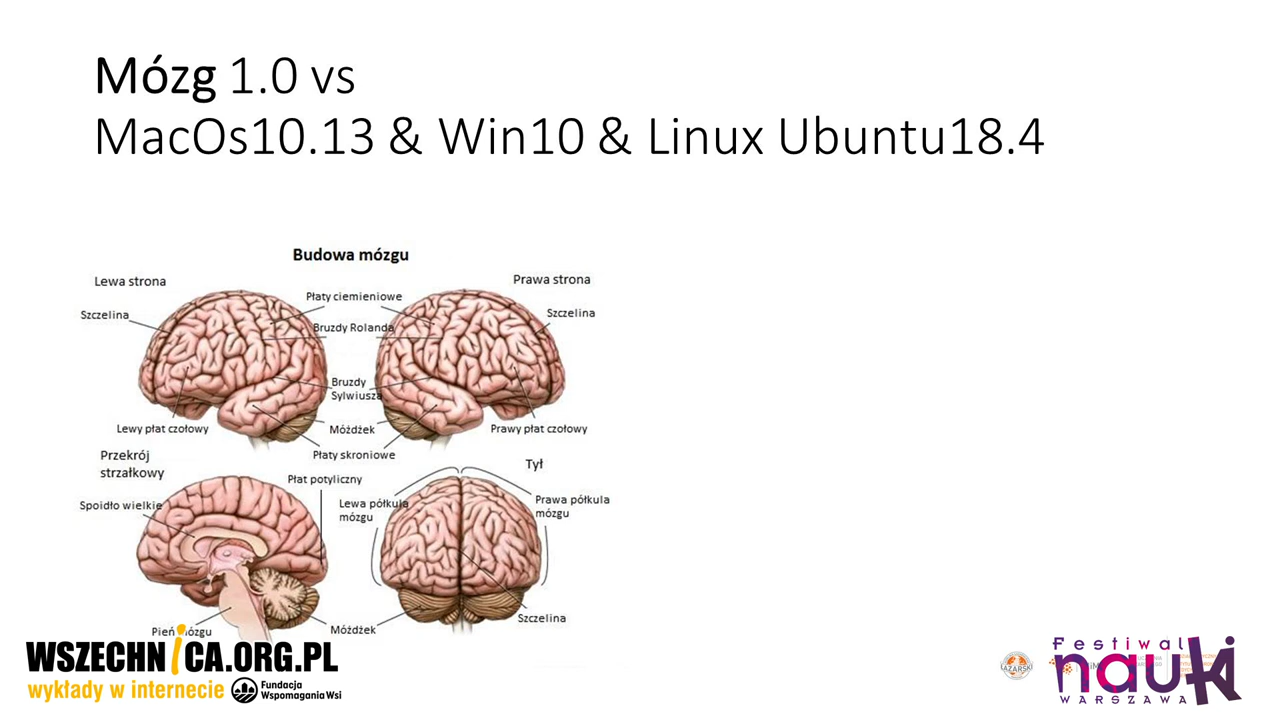 Mózg 1.0 vs
MacOs10.13 & Win10 & Linux Ubuntu18.4
Budowa mózgu
Lewa strona
Prawa strona
Płaty ciemieniowe
Szczelina
Szczelina
Bruzdy Rolanda
Bruzdy
Sylwiusza
Lewy płat czołowy
Móżdżek
Prawy płat czołowy
Płaty skroniowe
Przekrój
strzałkowy
Tył
Płat potyliczny
Spoidło wielkie
Lewa półkula
mózgu
Prawa półkula
mózgu
Szczelina
Pień mózgu
Móżdżek
WSZECHNiCA.ORG.PL
wykłady w internecie
Fundacja
WspomaganiaWsi
ŁAZARSKI
Festiwal
nauki
WARSZAWA